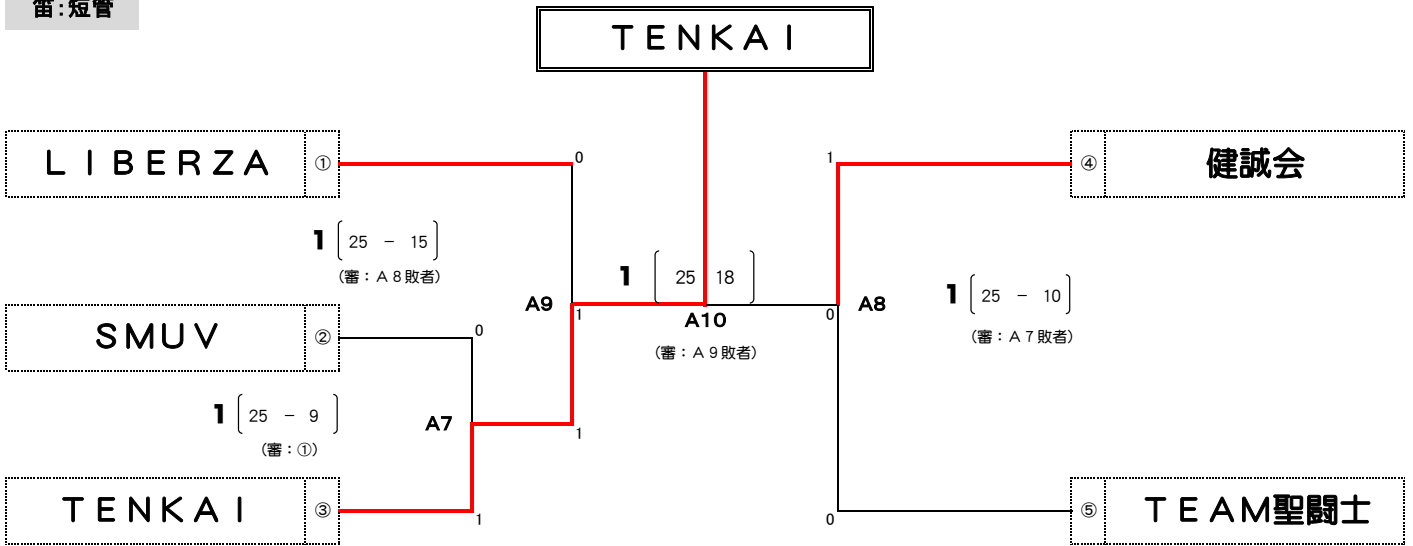 笛:短管
ＴＥＮＫＡＩ
ＬＩＢＥＲＺＡ ①
0
1
④ 健誠会
1 25 － 15
(審：Ａ８敗者)
1 25 18
A9
1
A10
(審：Ａ９敗者)
0
A8
1 25 － 10
(審：Ａ７敗者)
ＳＭＵＶ ②
0
1 25 － 9
(審：①)
A7
1
ＴＥＮＫＡＩ ③
1
0
⑤ ＴＥＡＭ聖闘士